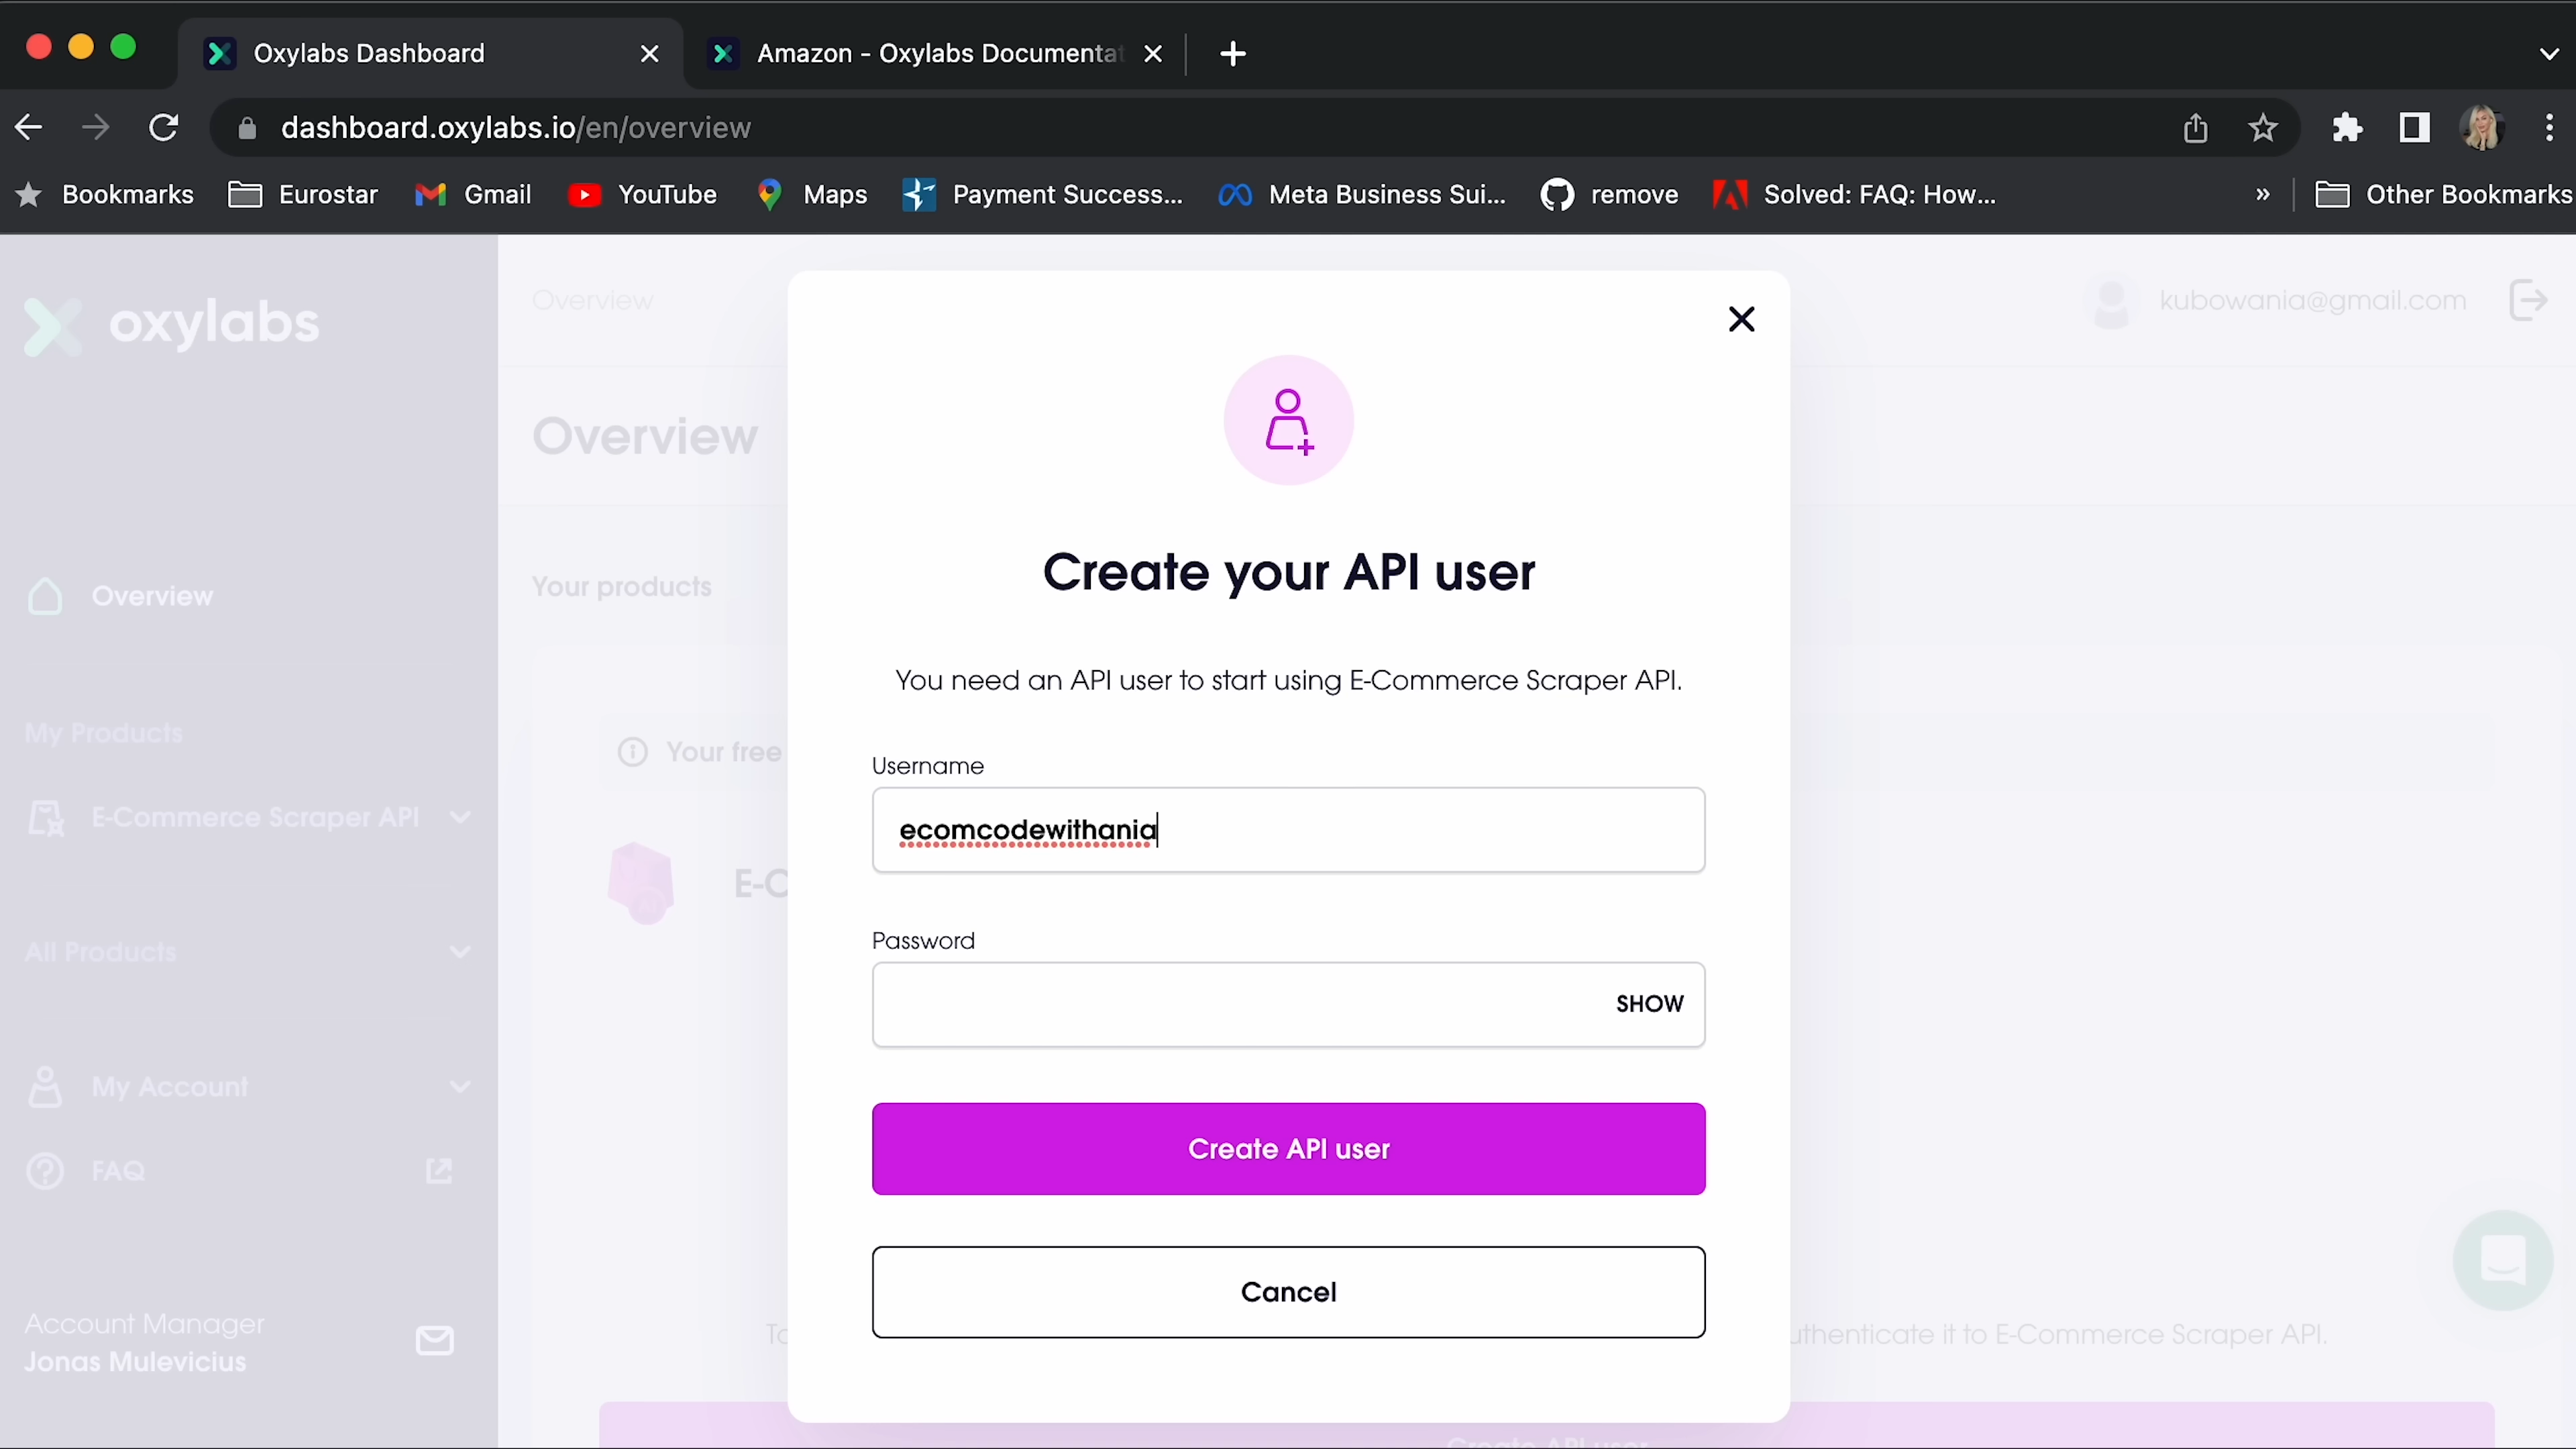 Oxylabs Dashboard
Amazon - Oxylabs Documentat
dashboard.oxylabs.io/en/overview
Bookmarks
Eurostar
Gmail
YouTube
Maps
Payment Success...
Meta Business Sui...
remove
Solved: FAQ: How...
»
Other Bookmarks
oxylabs
Overview
kubowania@gmail.com
Overview
Overview
Your products
My Products
Your free
E-Commerce Scraper API
E-C
All Products
My Account
FAQ
Account Manager
Jonas Mulevicius
Create your API user
You need an API user to start using E-Commerce Scraper API.
Username
ecomcodewithania
Password
SHOW
Create API user
Cancel
To
uthenticate it to E-Commerce Scraper API.
Create API user